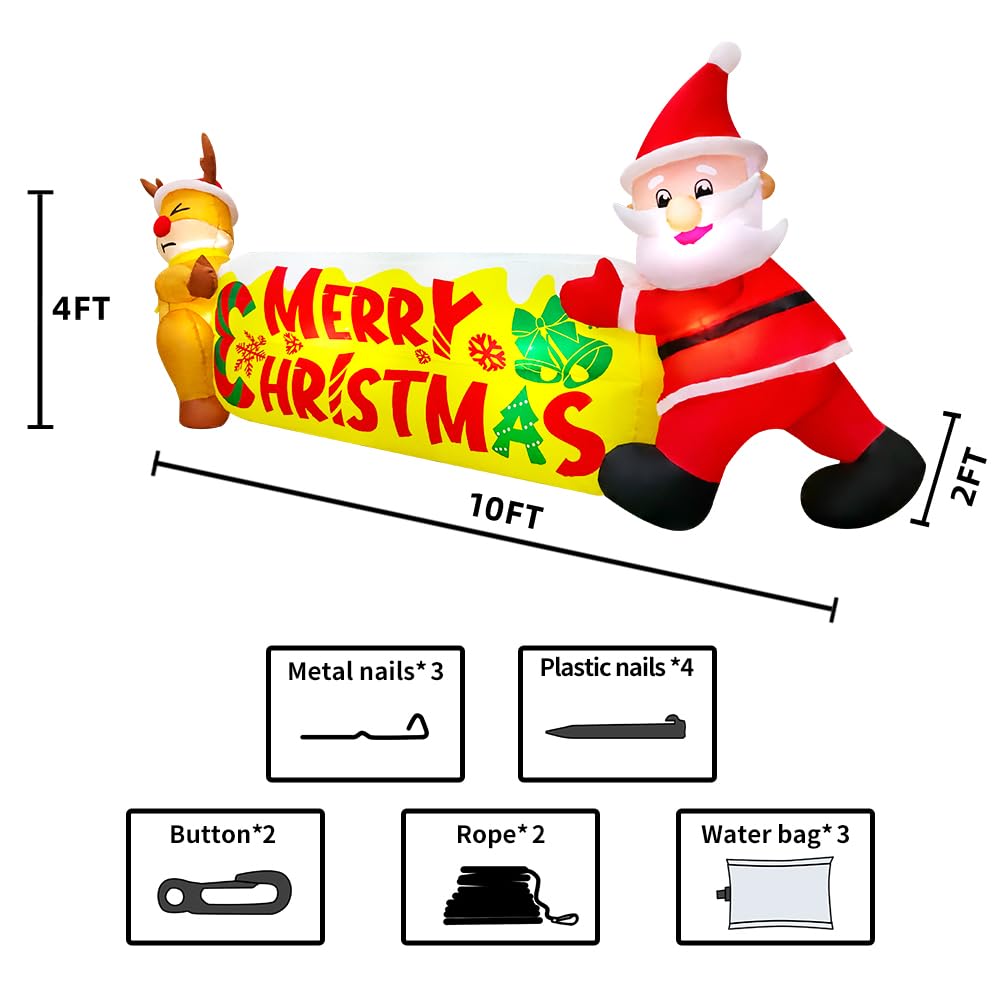 4FT
MERRY
CHRISTMAS
10FT
2FT
Metal nails* 3
Plastic nails *4
Button*2
Rope* 2
Water bag* 3